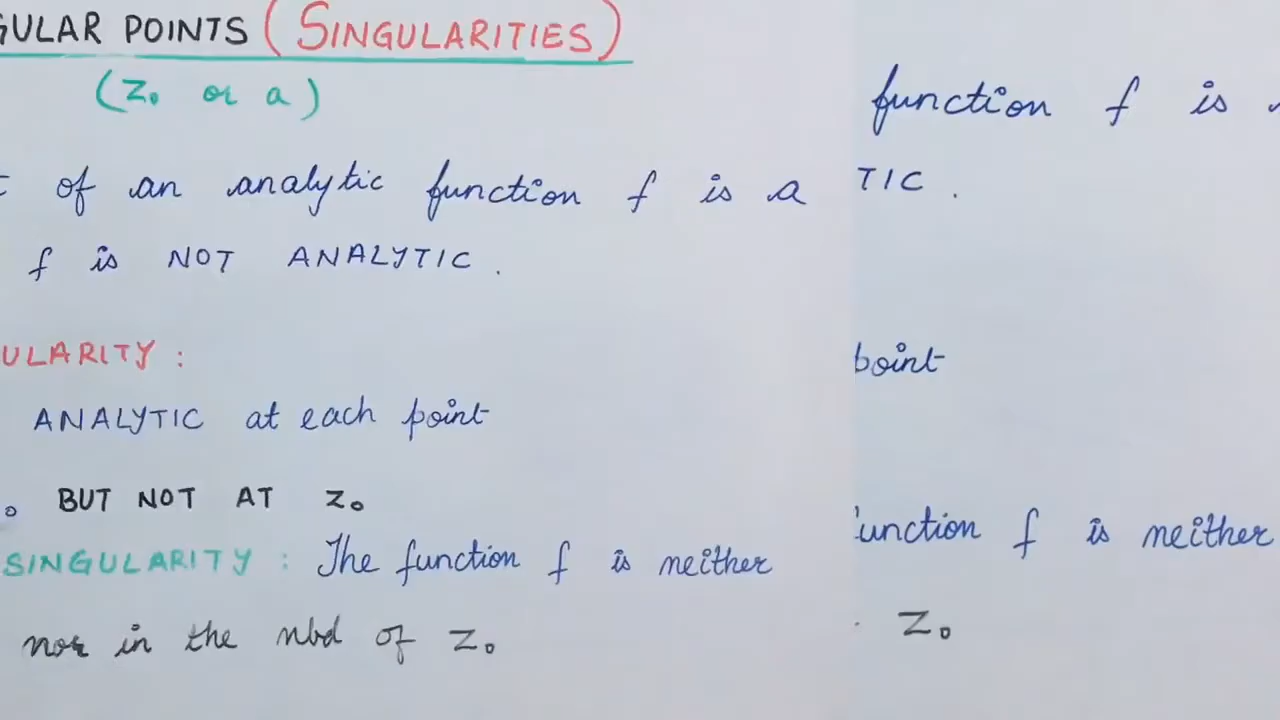 GULAR POINTS (SINGULARITIES)
(Z₀ or a)
of an analytic function f is a
f is NOT ANALYTIC.
ULARITY :
ANALYTIC at each point
₀ BUT NOT AT Z₀
SINGULARITY : The function f is neither
nor in the nbd of Z₀
function f is
TIC.
point
function f is neither
Z₀